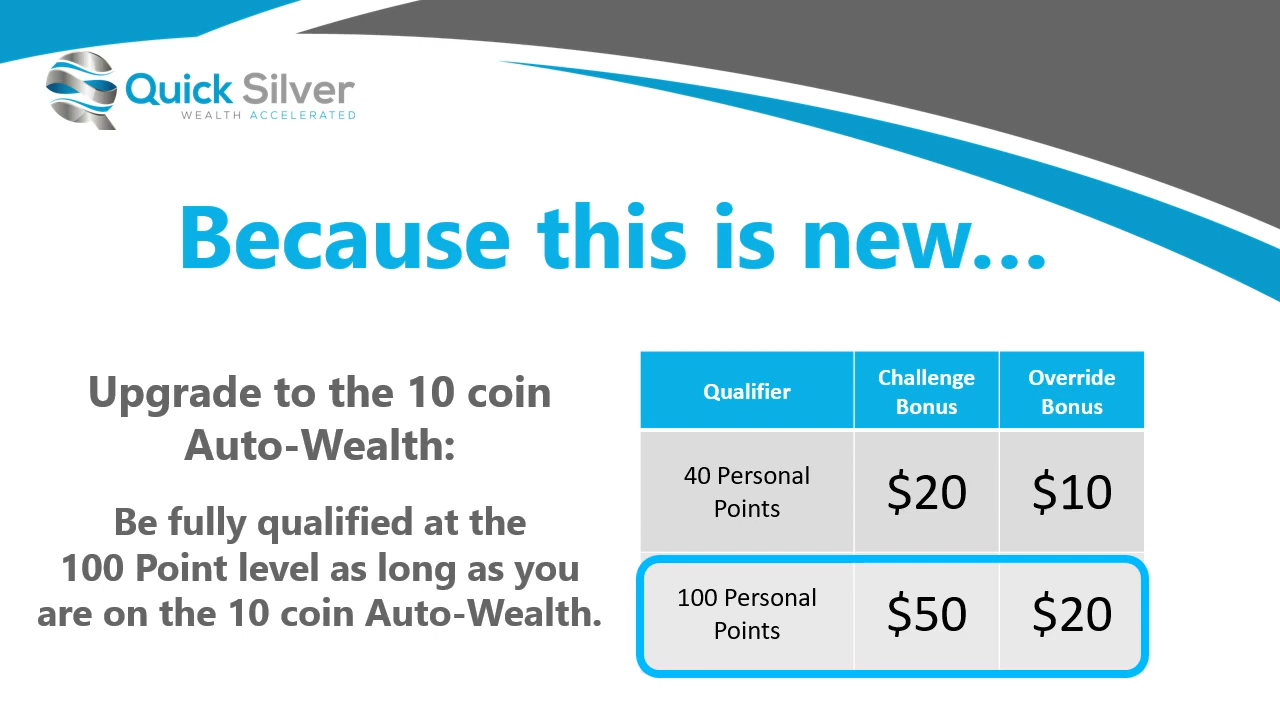 Quick Silver
WEALTH ACCELERATED
Because this is new...
Upgrade to the 10 coin
Auto-Wealth:
Be fully qualified at the
100 Point level as long as you
are on the 10 coin Auto-Wealth.
Qualifier
Challenge
Bonus
Override
Bonus
40 Personal
Points
$20
$10
100 Personal
Points
$50
$20